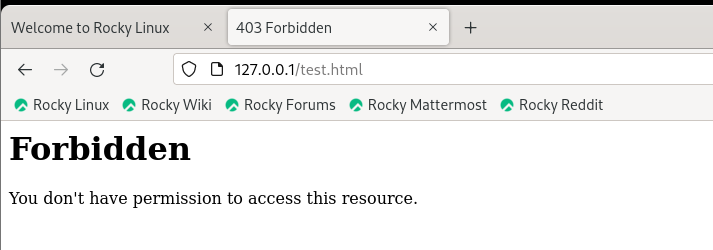 Welcome to Rocky Linux × 403 Forbidden × +
127.0.0.1/test.html
Rocky Linux Rocky Wiki Rocky Forums Rocky Mattermost Rocky Reddit
Forbidden
You don't have permission to access this resource.